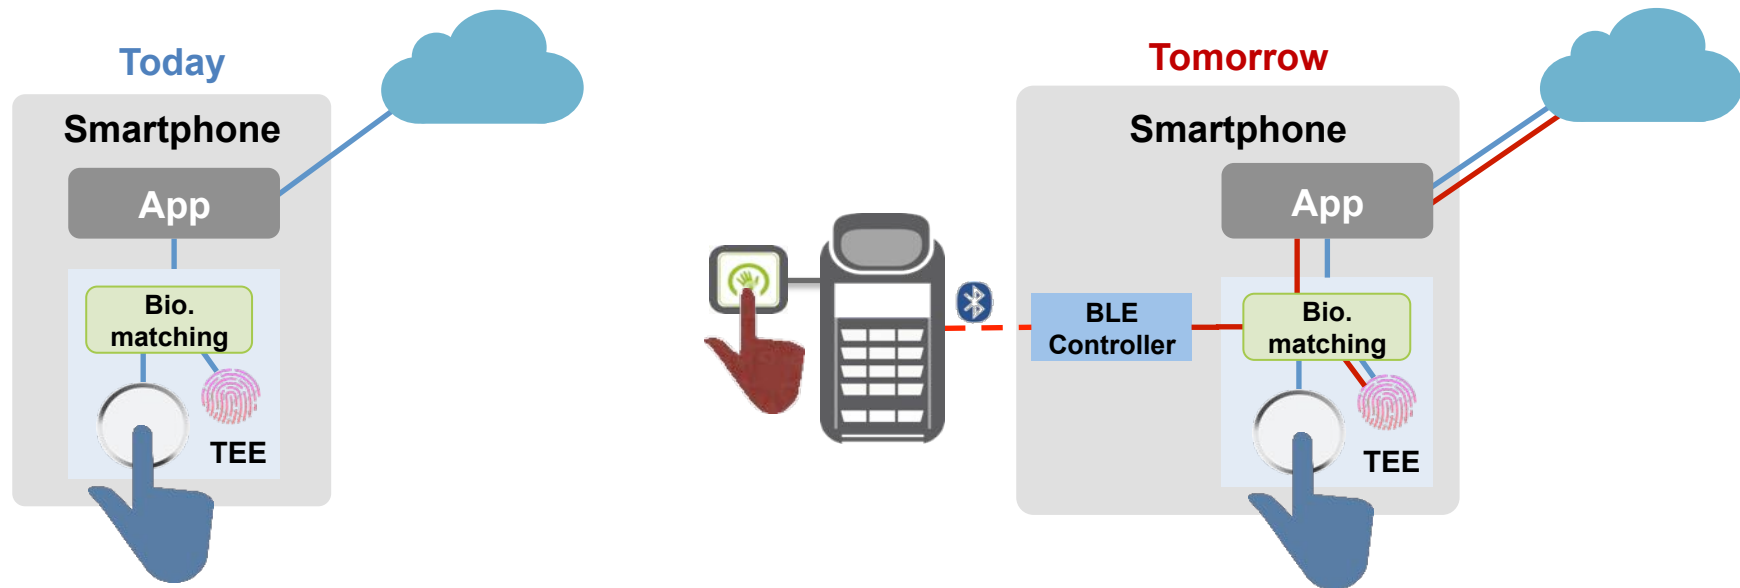 Today
Smartphone
App
Bio.
matching
TEE
Tomorrow
Smartphone
App
BLE
Controller
Bio.
matching
TEE